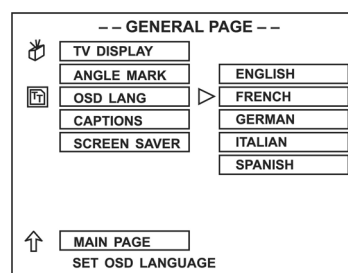 -- GENERAL PAGE --
TV DISPLAY
ANGLE MARK
OSD LANG
CAPTIONS
SCREEN SAVER
ENGLISH
FRENCH
GERMAN
ITALIAN
SPANISH
MAIN PAGE
SET OSD LANGUAGE